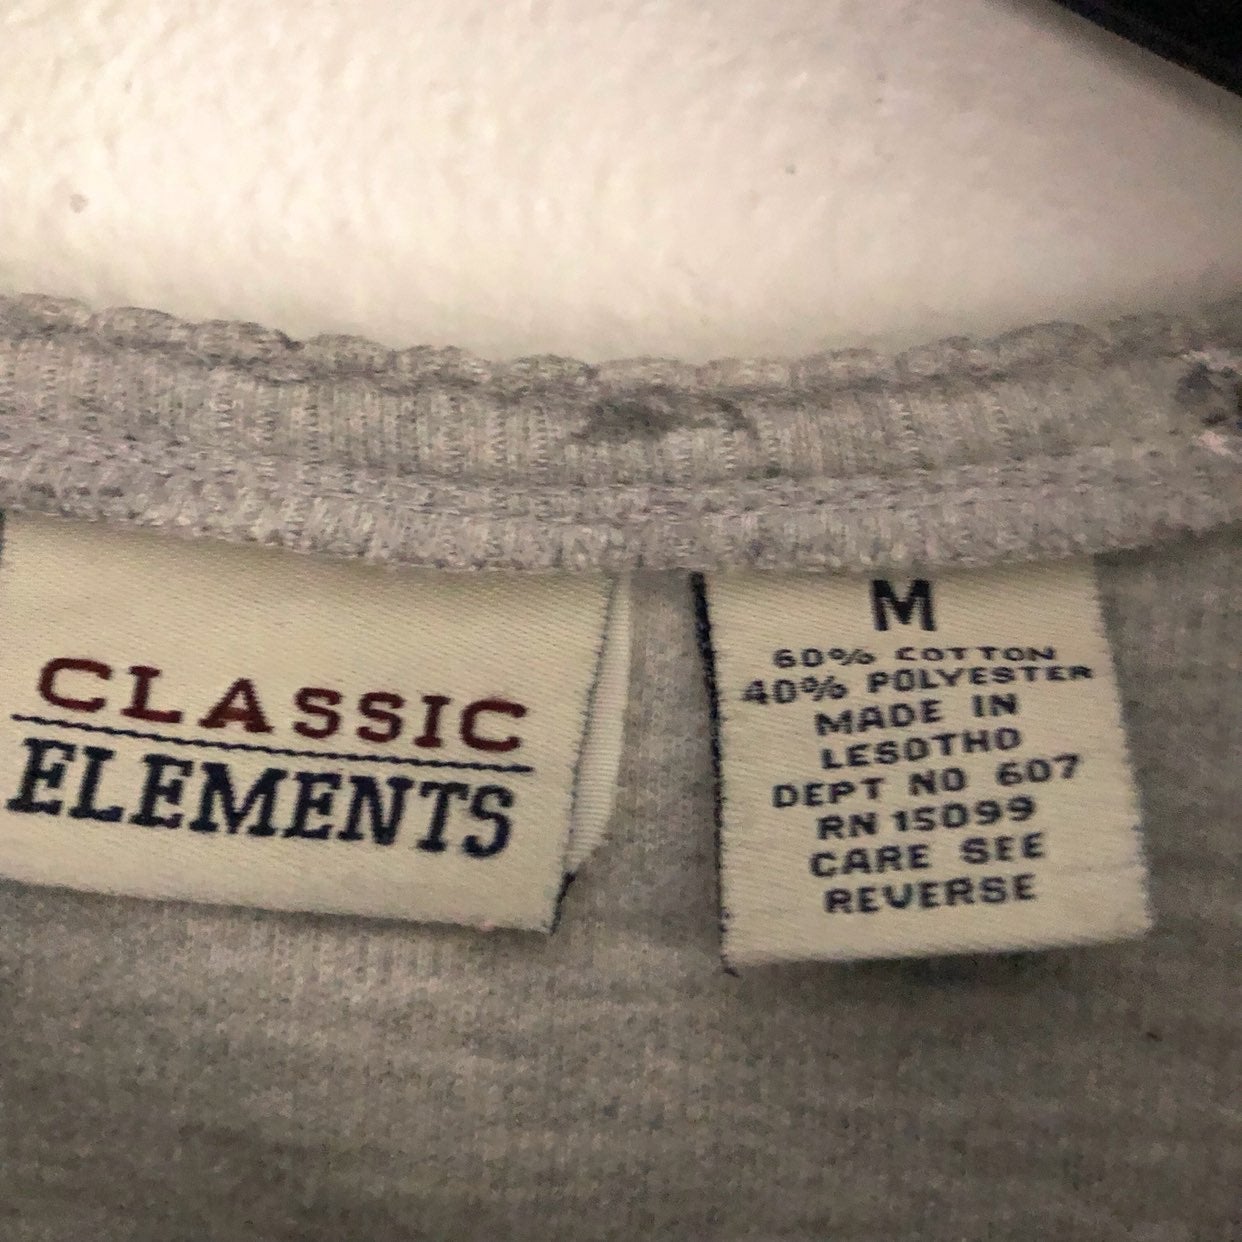 CLASSIC
ELEMENTS
M
60% COTTON
40% POLYESTER
MADE IN
LESOTHO
DEPT NO 607
RN 15099
CARE SEE
REVERSE